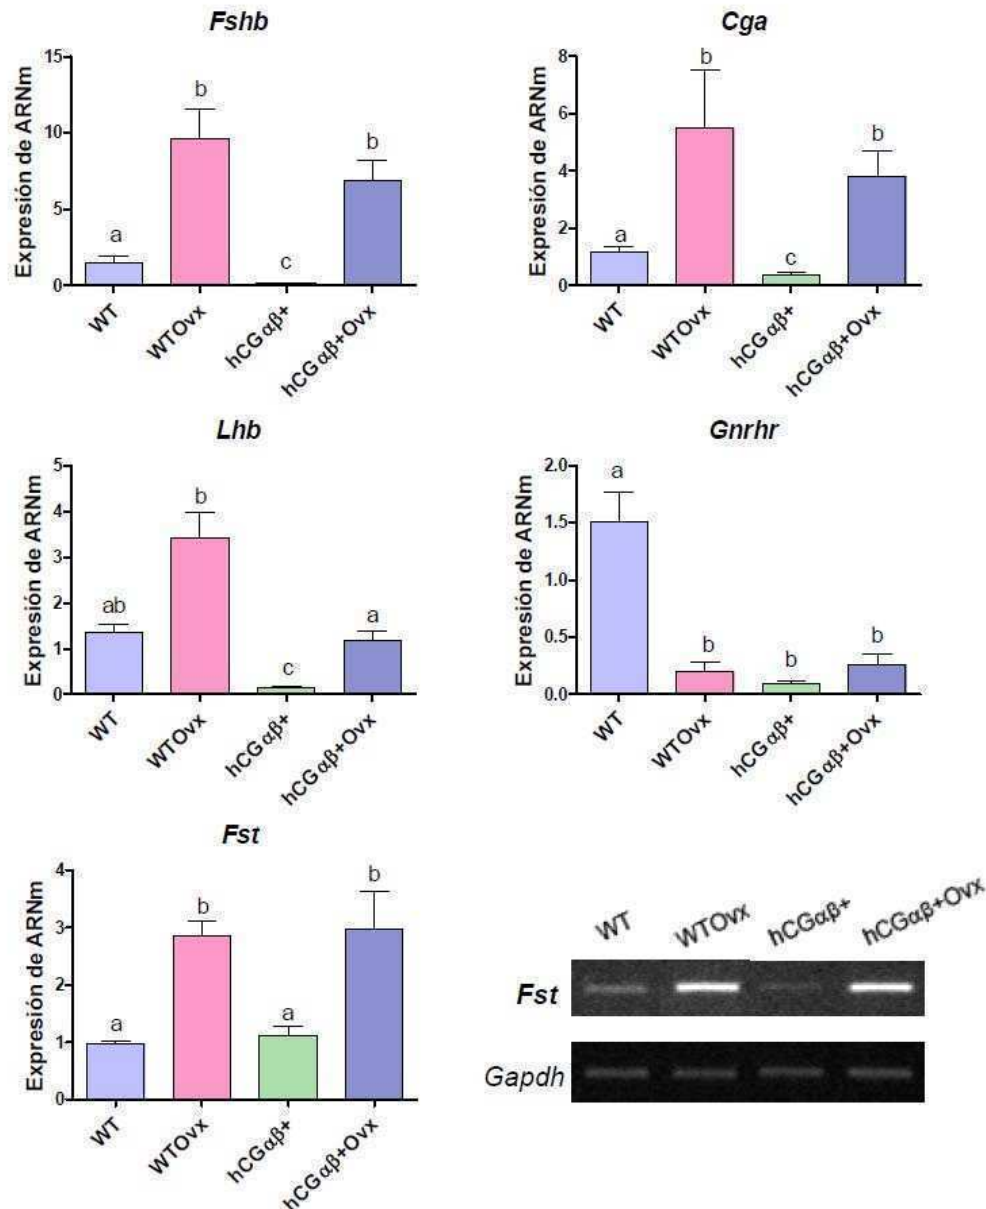 Fshb
Expresión de ARNm
15
10
5
0
a
b
c
b
WT
WTOvx
hCGαβ+
hCGαβ+Ovx
Cga
Expresión de ARNm
8
6
4
2
0
a
b
c
b
WT
WTOvx
hCGαβ+
hCGαβ+Ovx
Lhb
Expresión de ARNm
5
4
3
2
1
0
ab
b
c
a
WT
WTOvx
hCGαβ+
hCGαβ+Ovx
Gnrhr
Expresión de ARNm
2.0
1.5
1.0
0.5
0.0
a
b
b
b
WT
WTOvx
hCGαβ+
hCGαβ+Ovx
Fst
Expresión de ARNm
4
3
2
1
0
a
b
a
b
WT
WTOvx
hCGαβ+
hCGαβ+Ovx
WT
WTOvx
hCGαβ+
hCGαβ+Ovx
Fst
Gapdh